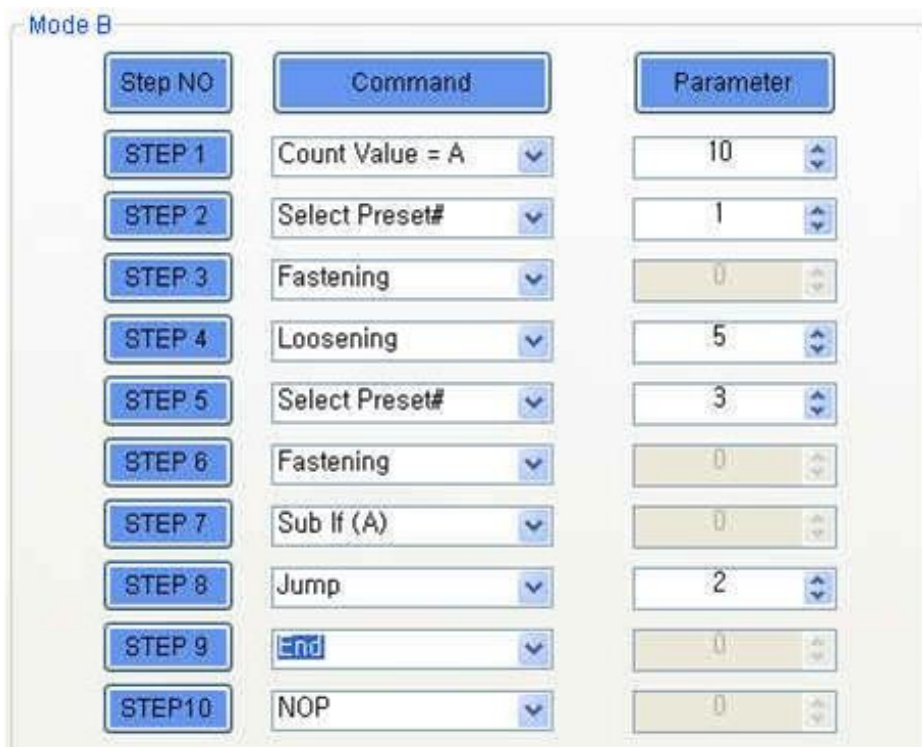 Mode B
Step NO Command Parameter
STEP 1 Count Value = A 10
STEP 2 Select Preset# 1
STEP 3 Fastening 0
STEP 4 Loosening 5
STEP 5 Select Preset# 3
STEP 6 Fastening 0
STEP 7 Sub If (A) 0
STEP 8 Jump 2
STEP 9 End 0
STEP10 NOP 0